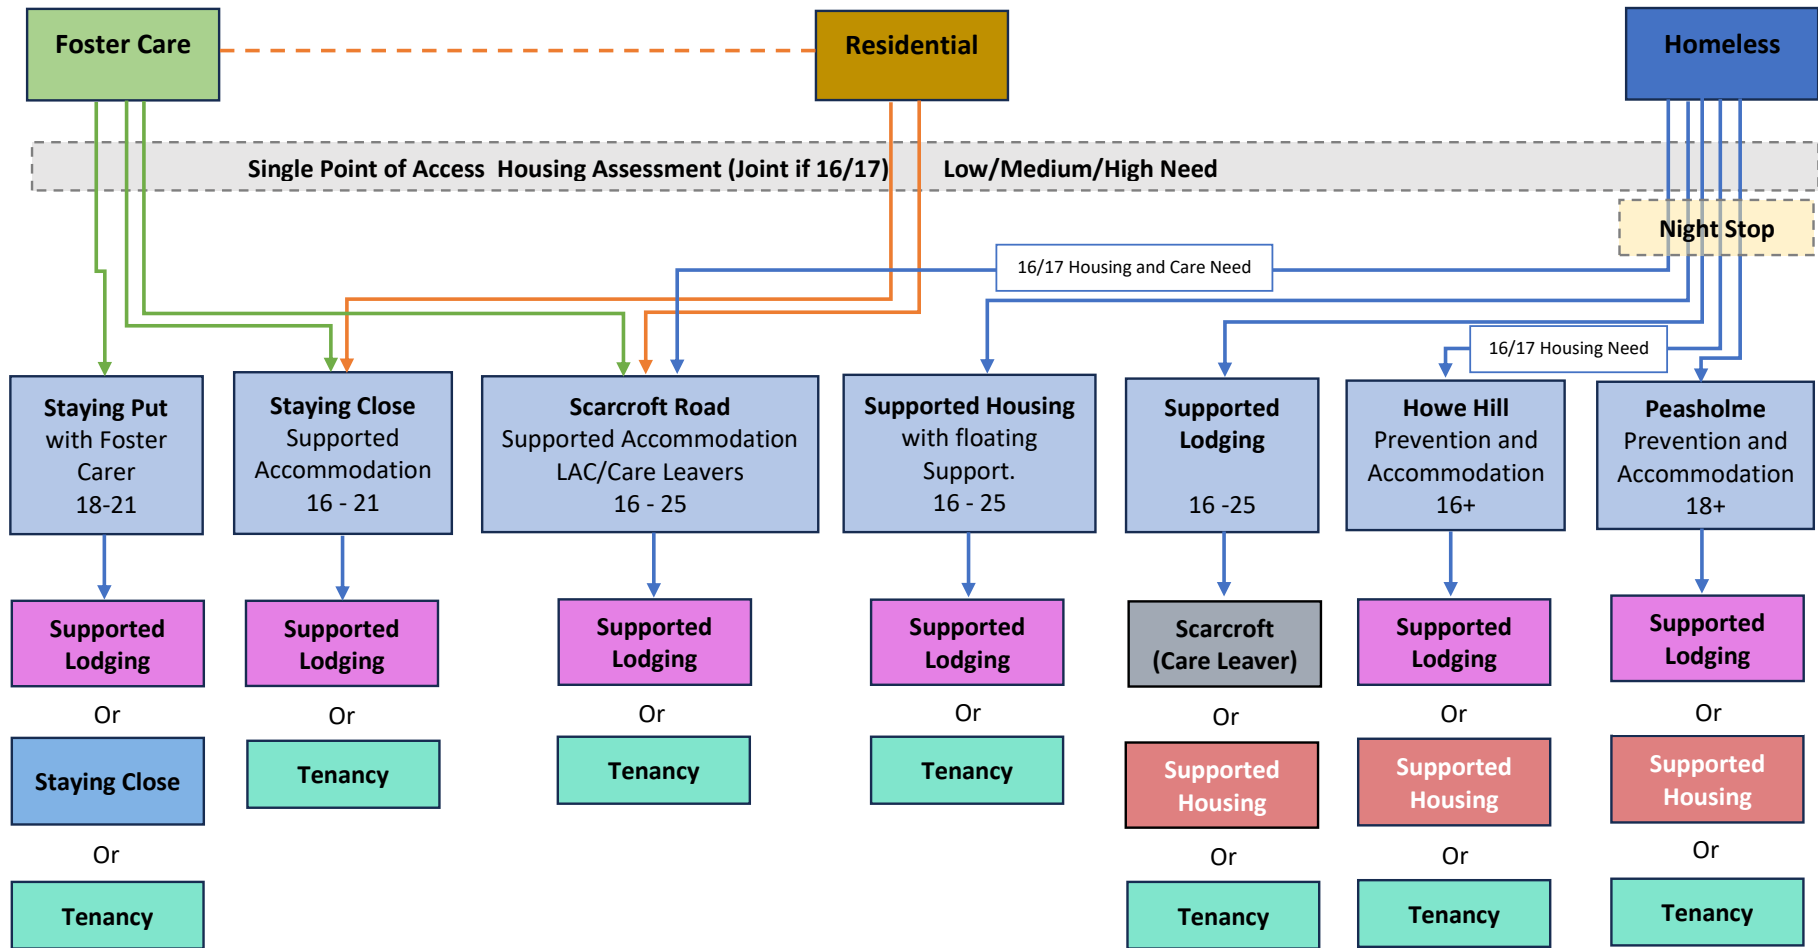 Foster Care
Residential
Homeless
Single Point of Access  Housing Assessment (Joint if 16/17)        Low/Medium/High Need
Night Stop
16/17 Housing and Care Need
16/17 Housing Need
Staying Put
with Foster
Carer
18-21
Staying Close
Supported
Accommodation
16 - 21
Scarcroft Road
Supported Accommodation
LAC/Care Leavers
16 - 25
Supported Housing
with floating
Support.
16 - 25
Supported
Lodging
16 -25
Howe Hill
Prevention and
Accommodation
16+
Peasholme
Prevention and
Accommodation
18+
Supported
Lodging
Or
Staying Close
Or
Tenancy
Supported
Lodging
Or
Tenancy
Supported
Lodging
Or
Tenancy
Supported
Lodging
Or
Tenancy
Scarcroft
(Care Leaver)
Or
Supported
Housing
Or
Tenancy
Supported
Lodging
Or
Supported
Housing
Or
Tenancy
Supported
Lodging
Or
Supported
Housing
Or
Tenancy